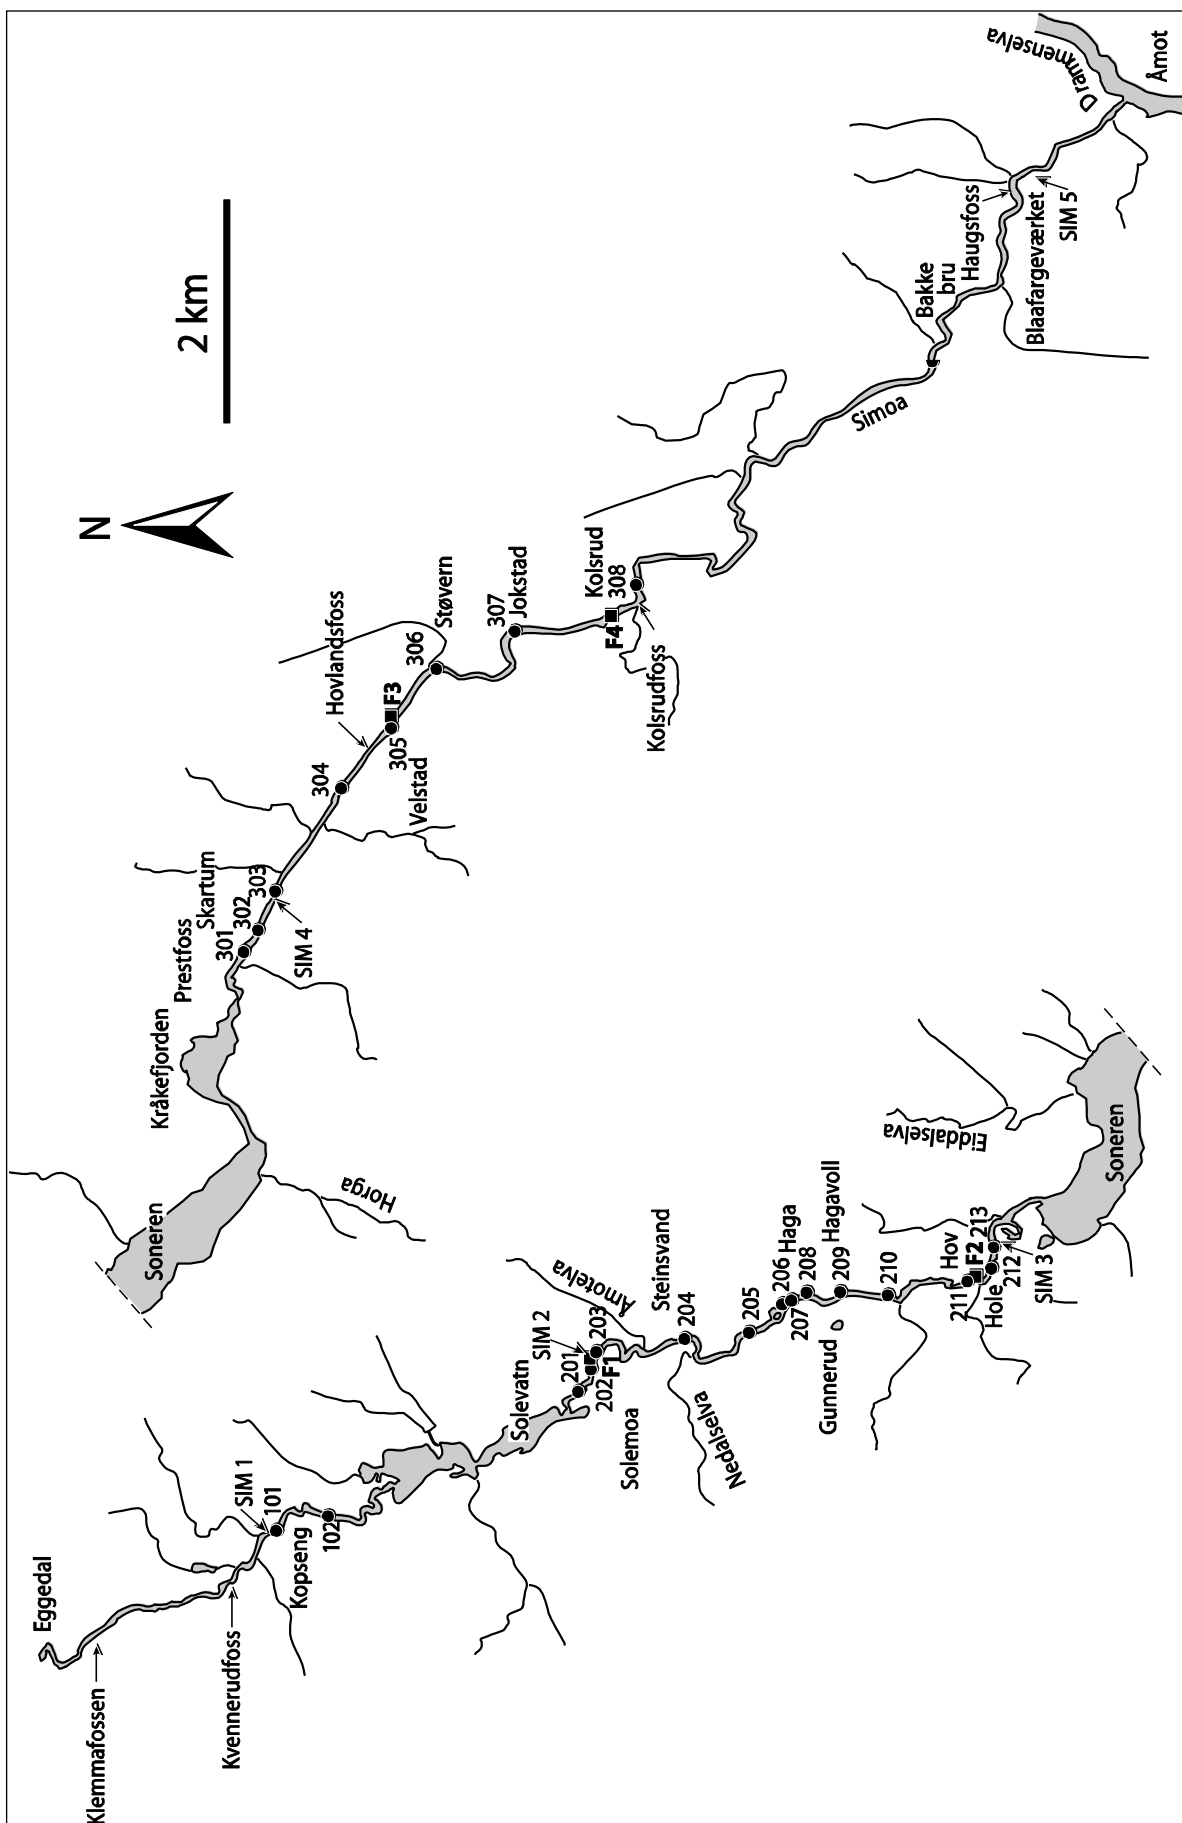 Eggedal
Klemmafossen
Kvennerudfoss
SIM 1
101
Kopseng
102
Solevatn
Solemoa
201
202
SIM 2
F1
203
Åmotelva
Steinsvand
204
Nedalselva
205
206
Haga
207
208
Gunnerud
209
Hagavoll
210
Hov
211
F2
Hole
212
213
SIM 3
Eiddalselva
Soneren
Soneren
Horga
Kråkefjorden
Prestfoss
301
302
Skartum
303
SIM 4
304
Hovlandsfoss
305
F3
Velstad
306
Støvern
307
Jokstad
F4
Kolsrud
308
Kolsrudfoss
Simoa
Bakke
bru
Haugsfoss
Blaafargeværket
SIM 5
Drammenselva
Åmot
N
2 km